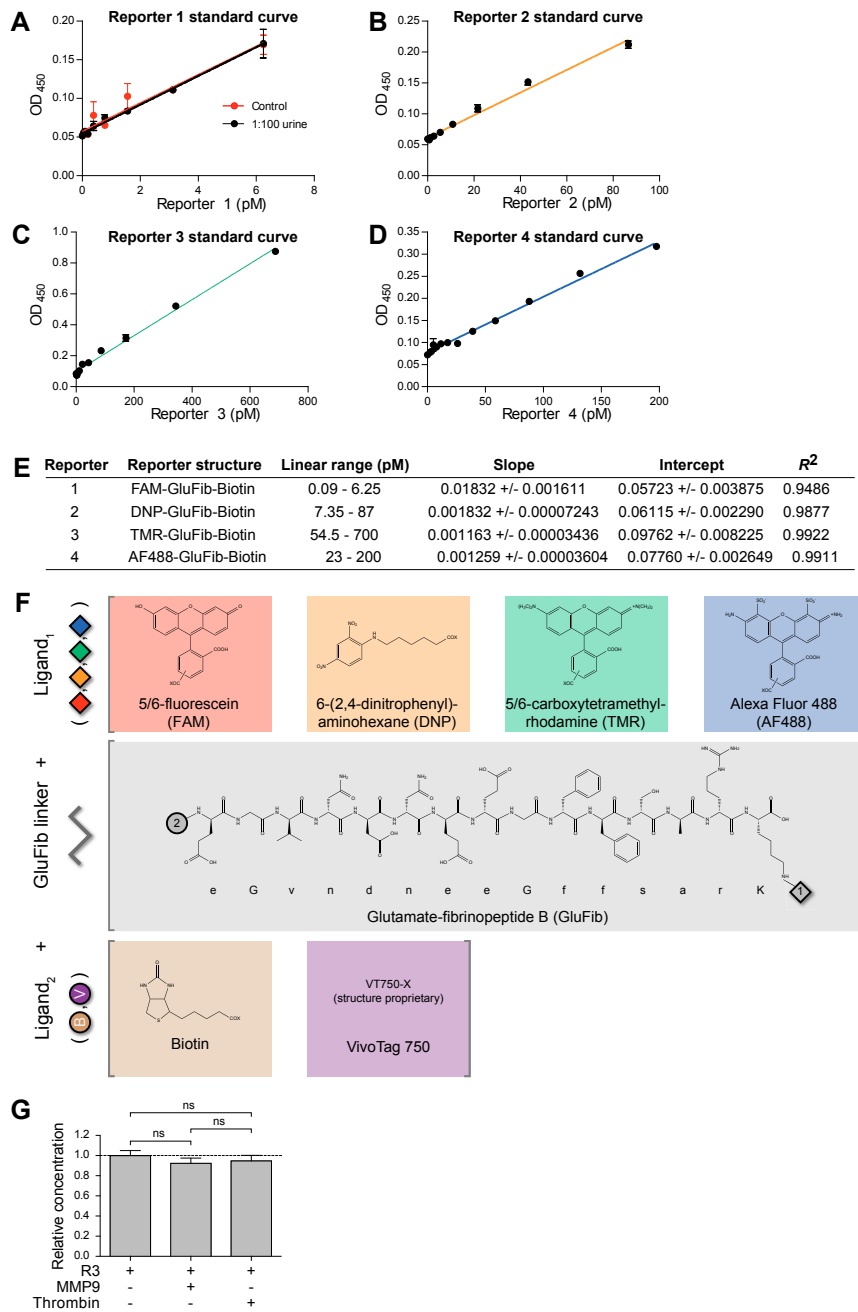 A
Reporter 1 standard curve
OD450
0.20
0.15
0.10
0.05
0.00
0 2 4 6 8
Reporter 1 (pM)
Control
1:100 urine
B
Reporter 2 standard curve
OD450
0.25
0.20
0.15
0.10
0.05
0.00
0 20 40 60 80 100
Reporter 2 (pM)
C
Reporter 3 standard curve
OD450
1.0
0.8
0.6
0.4
0.2
0.0
0 200 400 600 800
Reporter 3 (pM)
D
Reporter 4 standard curve
OD450
0.35
0.30
0.25
0.20
0.15
0.10
0.05
0.00
0 50 100 150 200
Reporter 4 (pM)
E
Reporter Reporter structure Linear range (pM) Slope Intercept R2
1 FAM-GluFib-Biotin 0.09 - 6.25 0.01832 +/- 0.001611 0.05723 +/- 0.003875 0.9486
2 DNP-GluFib-Biotin 7.35 - 87 0.001832 +/- 0.00007243 0.06115 +/- 0.002290 0.9877
3 TMR-GluFib-Biotin 54.5 - 700 0.001163 +/- 0.00003436 0.09762 +/- 0.008225 0.9922
4 AF488-GluFib-Biotin 23 - 200 0.001259 +/- 0.00003604 0.07760 +/- 0.002649 0.9911
F
Ligand1
( , , , )
5/6-fluorescein
(FAM)
6-(2,4-dinitrophenyl)-
aminohexane (DNP)
5/6-carboxytetramethyl-
rhodamine (TMR)
Alexa Fluor 488
(AF488)
GluFib linker +
2
e G v n d n e e G f f s a r K
1
Glutamate-fibrinopeptide B (GluFib)
Ligand2 +
(B, V)
Biotin
VT750-X
(structure proprietary)
VivoTag 750
G
Relative concentration
1.2
1.0
0.8
0.6
0.4
0.2
0.0
ns
ns
ns
R3 + + +
MMP9 - + -
Thrombin - - +